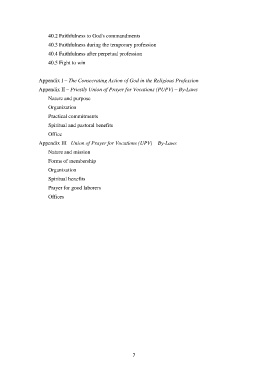 40.2 Faithfulness to God's commandments
40.3 Faithfulness during the temporary profession
40.4 Faithfulness after perpetual profession
40.5 Fight to win
Appendix I – The Consecrating Action of God in the Religious Profession
Appendix II – Priestly Union of Prayer for Vocations (PUPV) – By-Laws
Nature and purpose
Organization
Practical commitments
Spiritual and pastoral benefits
Office
Appendix III Union of Prayer for Vocations (UPV) By-Laws
Nature and mission
Forms of membership
Organization
Spiritual benefits
Prayer for good laborers
Offices
7